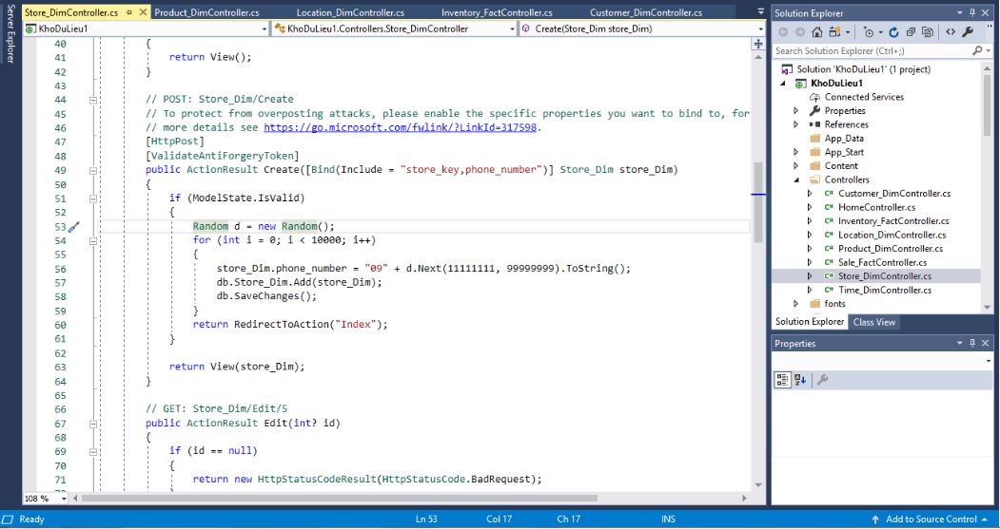 Server Explorer
Store_DimController.cs
Product_DimController.cs
Location_DimController.cs
Inventory_FactController.cs
Customer_DimController.cs
KhoDuLieu1
KhoDuLieu1.Controllers.Store_DimController
Create(Store_Dim store_Dim)
40 {
41 return View();
42 }
43
44 // POST: Store_Dim/Create
45 // To protect from overposting attacks, please enable the specific properties you want to bind to, for
46 // more details see https://go.microsoft.com/fwlink/?LinkId=317598.
47 [HttpPost]
48 [ValidateAntiForgeryToken]
49 public ActionResult Create([Bind(Include = "store_key,phone_number")] Store_Dim store_Dim)
50 {
51 if (ModelState.IsValid)
52 {
53 Random d = new Random();
54 for (int i = 0; i < 10000; i++)
55 {
56 store_Dim.phone_number = "09" + d.Next(11111111, 99999999).ToString();
57 db.Store_Dim.Add(store_Dim);
58 db.SaveChanges();
59 }
60 return RedirectToAction("Index");
61 }
62
63 return View(store_Dim);
64 }
65
66 // GET: Store_Dim/Edit/5
67 public ActionResult Edit(int? id)
68 {
69 if (id == null)
70 {
71 return new HttpStatusCodeResult(HttpStatusCode.BadRequest);
108 %
Solution Explorer
Search Solution Explorer (Ctrl+;)
Solution 'KhoDuLieu1' (1 project)
KhoDuLieu1
Connected Services
Properties
References
App_Data
App_Start
Content
Controllers
C# Customer_DimController.cs
C# HomeController.cs
C# Inventory_FactController.cs
C# Location_DimController.cs
C# Product_DimController.cs
C# Sale_FactController.cs
C# Store_DimController.cs
C# Time_DimController.cs
fonts
Solution Explorer Class View
Properties
Ready
Ln 53
Col 17
Ch 17
INS
Add to Source Control